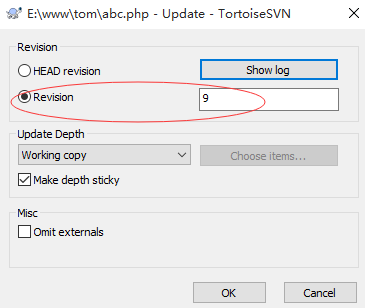 E:\www\tom\abc.php - Update - TortoiseSVN
Revision
HEAD revision
Show log
Revision
9
Update Depth
Working copy
Choose items...
Make depth sticky
Misc
Omit externals
OK
Cancel